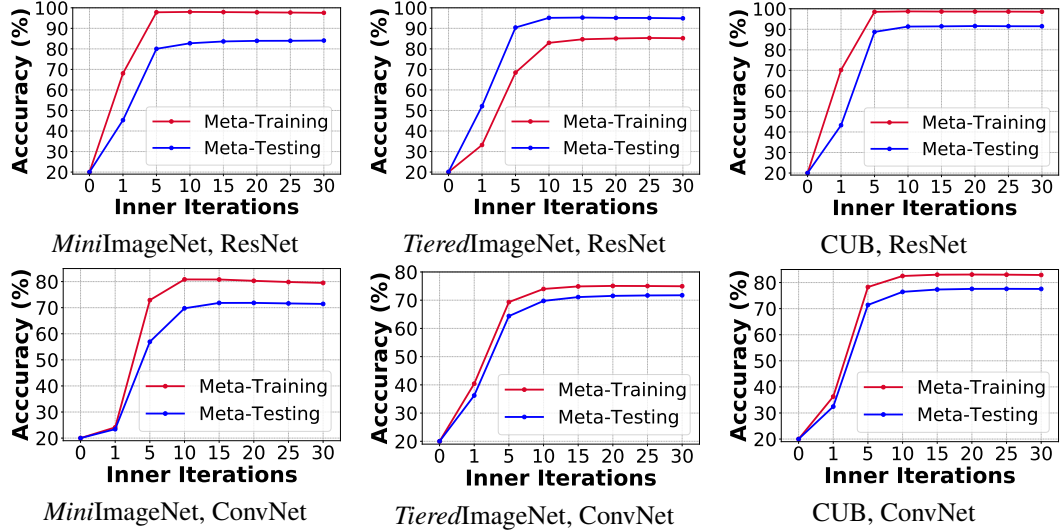 100
90
80
70
60
50
40
30
20
Acccuracy (%)
Meta-Training
Meta-Testing
0 1 5 10 15 20 25 30
Inner Iterations
MiniImageNet, ResNet
100
90
80
70
60
50
40
30
20
Acccuracy (%)
Meta-Training
Meta-Testing
0 1 5 10 15 20 25 30
Inner Iterations
TieredImageNet, ResNet
100
90
80
70
60
50
40
30
20
Acccuracy (%)
Meta-Training
Meta-Testing
0 1 5 10 15 20 25 30
Inner Iterations
CUB, ResNet
80
70
60
50
40
30
20
Acccuracy (%)
Meta-Training
Meta-Testing
0 1 5 10 15 20 25 30
Inner Iterations
MiniImageNet, ConvNet
80
70
60
50
40
30
20
Acccuracy (%)
Meta-Training
Meta-Testing
0 1 5 10 15 20 25 30
Inner Iterations
TieredImageNet, ConvNet
80
70
60
50
40
30
20
Acccuracy (%)
Meta-Training
Meta-Testing
0 1 5 10 15 20 25 30
Inner Iterations
CUB, ConvNet